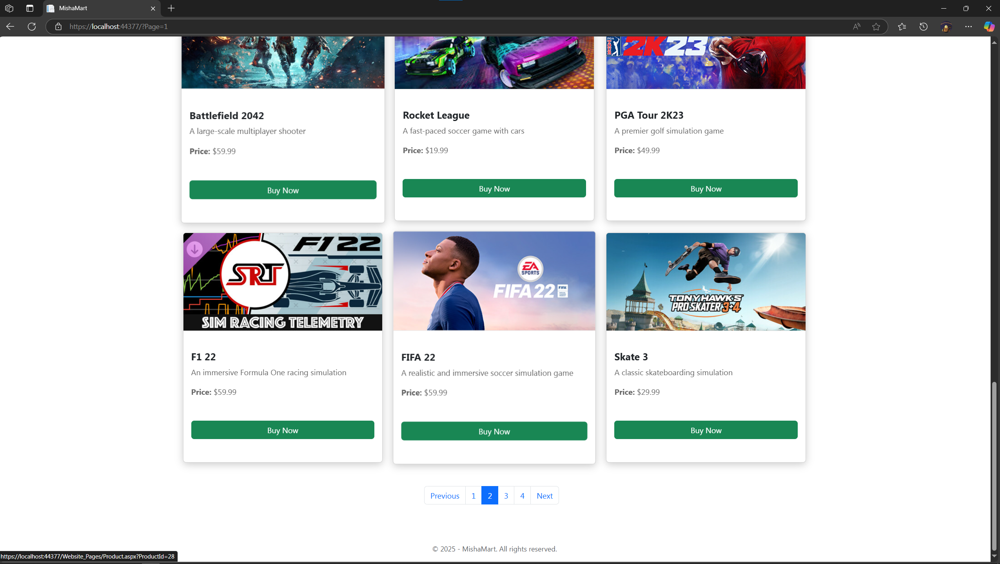 MishaMart
https://localhost:44377/?Page=1
PGA
TOUR
2K23
Battlefield 2042
A large-scale multiplayer shooter
Price: $59.99
Buy Now
Rocket League
A fast-paced soccer game with cars
Price: $19.99
Buy Now
PGA Tour 2K23
A premier golf simulation game
Price: $49.99
Buy Now
F1 22
SRT
SIM RACING TELEMETRY
F1 22
An immersive Formula One racing simulation
Price: $59.99
Buy Now
EA
SPORTS
FIFA 22
FIFA
FIFA 22
A realistic and immersive soccer simulation game
Price: $59.99
Buy Now
TONY HAWK'S
PRO SKATER 3+4
Skate 3
A classic skateboarding simulation
Price: $29.99
Buy Now
Previous 1 2 3 4 Next
© 2025 - MishaMart. All rights reserved.
https://localhost:44377/Website_Pages/Product.aspx?ProductId=28